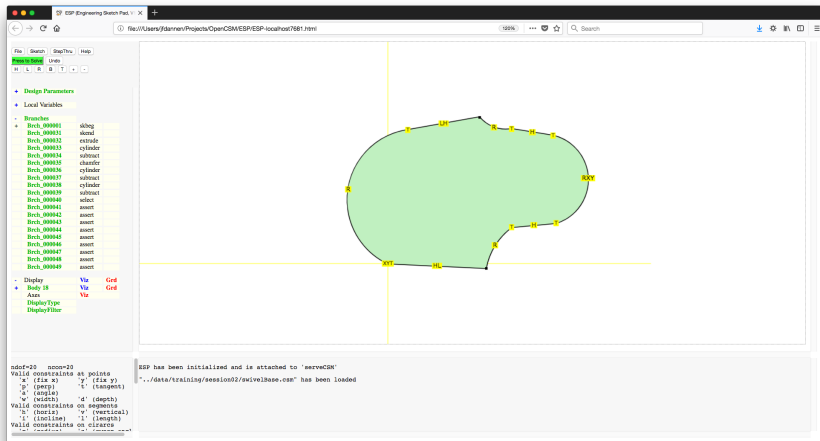 ESP (Engineering Sketch Pad, V
file:///Users/jfdannen/Projects/OpenCSM/ESP/ESP-localhost7681.html
120%
Search
File Sketch StepThru Help
Press to Solve Undo
H L R B T + -
+ Design Parameters
+ Local Variables
- Branches
+ Brch_000001 skbeg
Brch_000031 skend
Brch_000032 extrude
Brch_000033 cylinder
Brch_000034 subtract
Brch_000035 chamfer
Brch_000036 cylinder
Brch_000037 subtract
Brch_000038 cylinder
Brch_000039 subtract
Brch_000040 select
Brch_000041 assert
Brch_000042 assert
Brch_000043 assert
Brch_000044 assert
Brch_000045 assert
Brch_000046 assert
Brch_000047 assert
Brch_000048 assert
Brch_000049 assert
- Display Viz Grd
+ Body 18 Viz Grd
Axes Viz
DisplayType
DisplayFilter
T LH R T H T
RXY
R
T H T
R
XYT HL
ndof=20 ncon=20
Valid constraints at points
'x' (fix x) 'y' (fix y)
'p' (perp) 't' (tangent)
'a' (angle)
'w' (width) 'd' (depth)
Valid constraints on segments
'h' (horiz) 'v' (vertical)
'i' (incline) 'l' (length)
Valid constraints on cirarcs
ESP has been initialized and is attached to 'serveCSM'
"../data/training/session02/swivelBase.csm" has been loaded